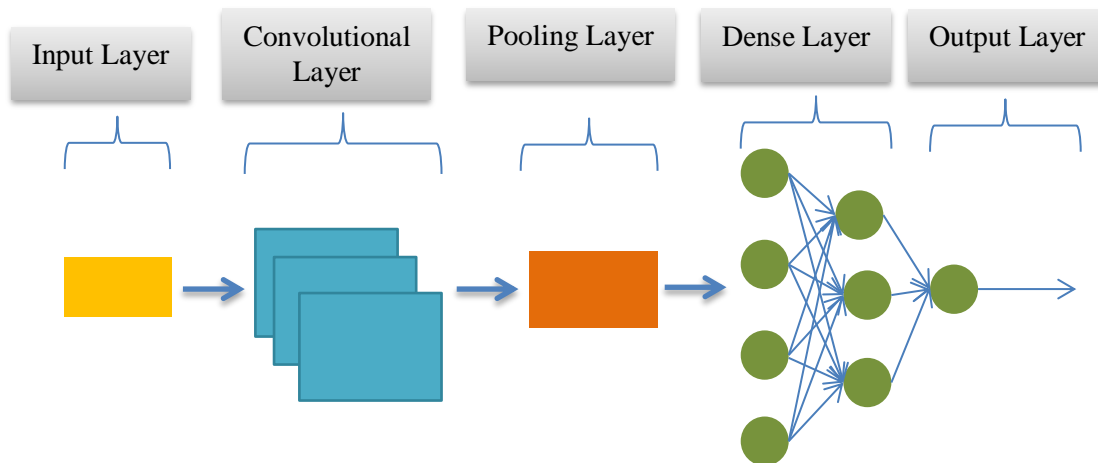 Input Layer
Convolutional
Layer
Pooling Layer
Dense Layer
Output Layer